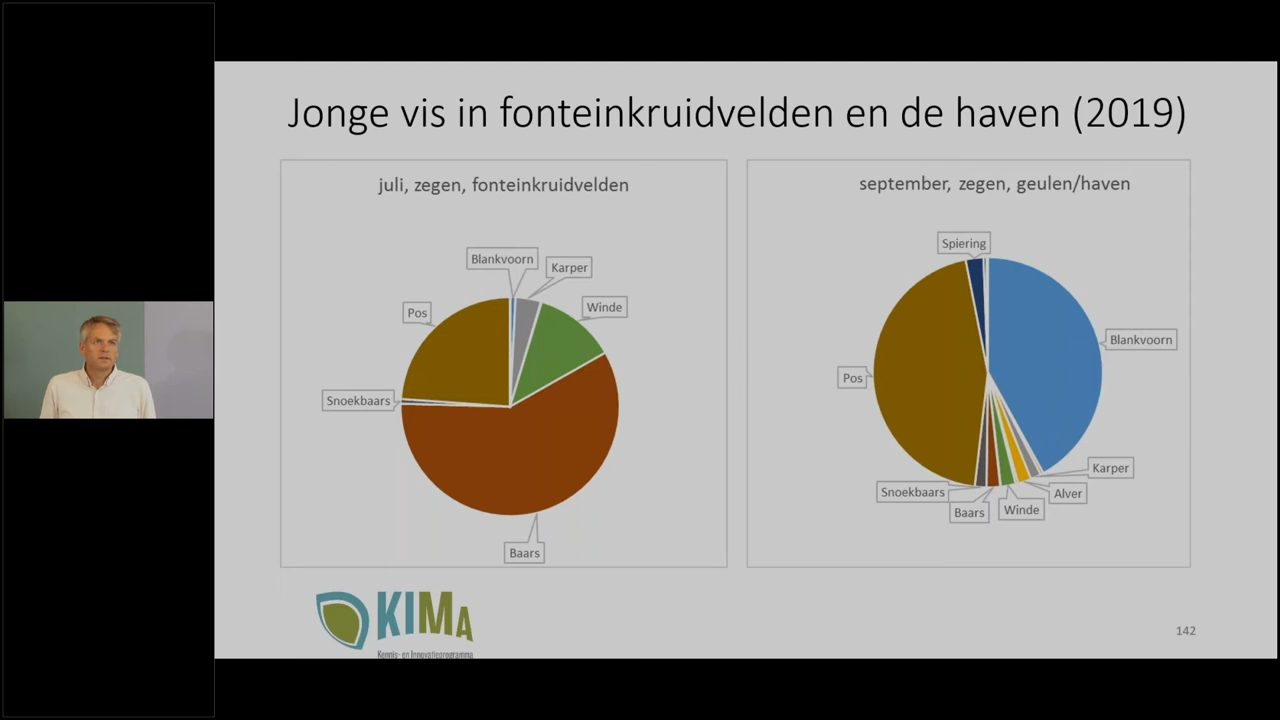 Jonge vis in fonteinkruidvelden en de haven (2019)
juli, zegen, fonteinkruidvelden
Blankvoorn
Karper
Winde
Pos
Snoekbaars
Baars
september, zegen, geulen/haven
Spiering
Blankvoorn
Pos
Karper
Snoekbaars
Alver
Baars
Winde
KIMA
Kennis- en Innovatieprogramma
142